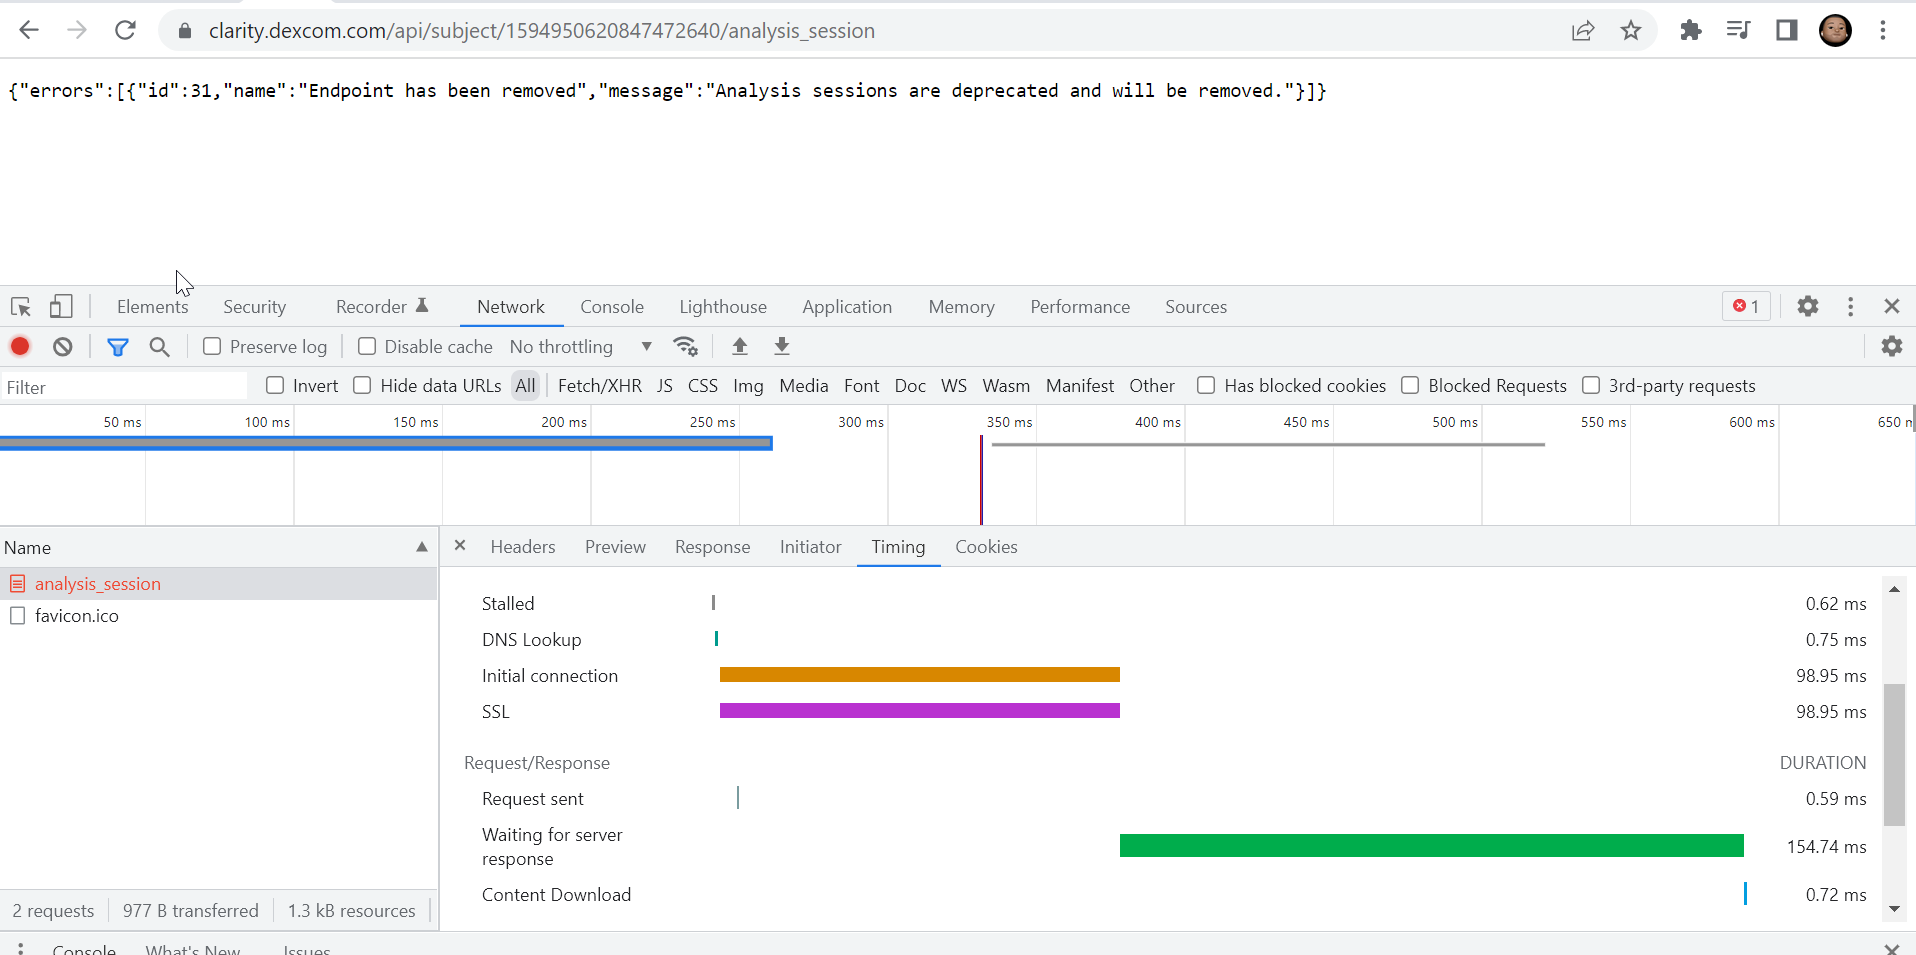 clarity.dexcom.com/api/subject/1594950620847472640/analysis_session
{"errors":[{"id":31,"name":"Endpoint has been removed","message":"Analysis sessions are deprecated and will be removed."}]}
Elements Security Recorder Network Console Lighthouse Application Memory Performance Sources 1
Preserve log Disable cache No throttling
Filter Invert Hide data URLs All Fetch/XHR JS CSS Img Media Font Doc WS Wasm Manifest Other Has blocked cookies Blocked Requests 3rd-party requests
50 ms 100 ms 150 ms 200 ms 250 ms 300 ms 350 ms 400 ms 450 ms 500 ms 550 ms 600 ms 650
Name
analysis_session
favicon.ico
Headers Preview Response Initiator Timing Cookies
Stalled 0.62 ms
DNS Lookup 0.75 ms
Initial connection 98.95 ms
SSL 98.95 ms
Request/Response DURATION
Request sent 0.59 ms
Waiting for server
response 154.74 ms
Content Download 0.72 ms
2 requests 977 B transferred 1.3 kB resources
Console What's New Issues